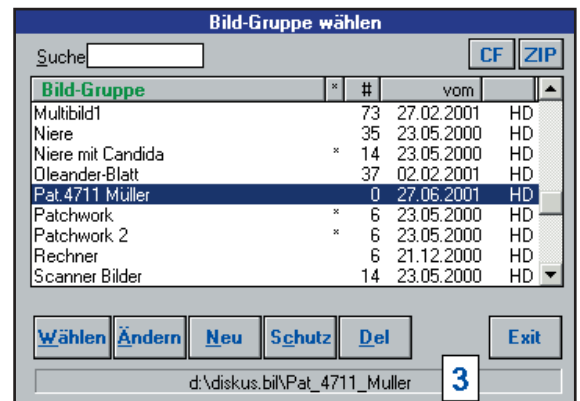 Bild-Gruppe wählen
Suche CF ZIP
Bild-Gruppe * # vom
Multibild1 73 27.02.2001 HD
Niere 35 23.05.2000 HD
Niere mit Candida * 14 23.05.2000 HD
Oleander-Blatt 37 02.02.2001 HD
Pat.4711 Müller 0 27.06.2001 HD
Patchwork * 6 23.05.2000 HD
Patchwork 2 * 6 23.05.2000 HD
Rechner 6 21.12.2000 HD
Scanner Bilder 14 23.05.2000 HD
Wählen Ändern Neu Schutz Del Exit
d:\diskus.bil\Pat_4711_Muller 3